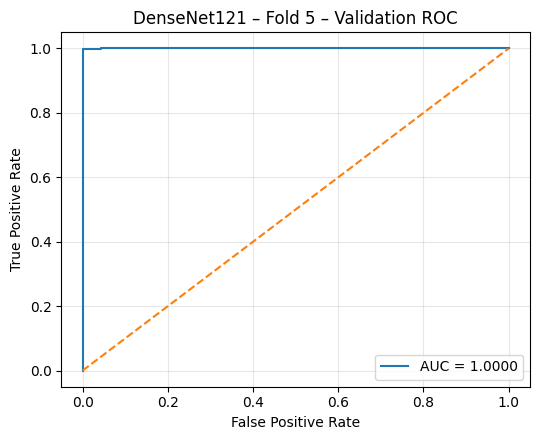 DenseNet121 – Fold 5 – Validation ROC
1.0
0.8
0.6
0.4
0.2
0.0
True Positive Rate
AUC = 1.0000
0.0 0.2 0.4 0.6 0.8 1.0
False Positive Rate